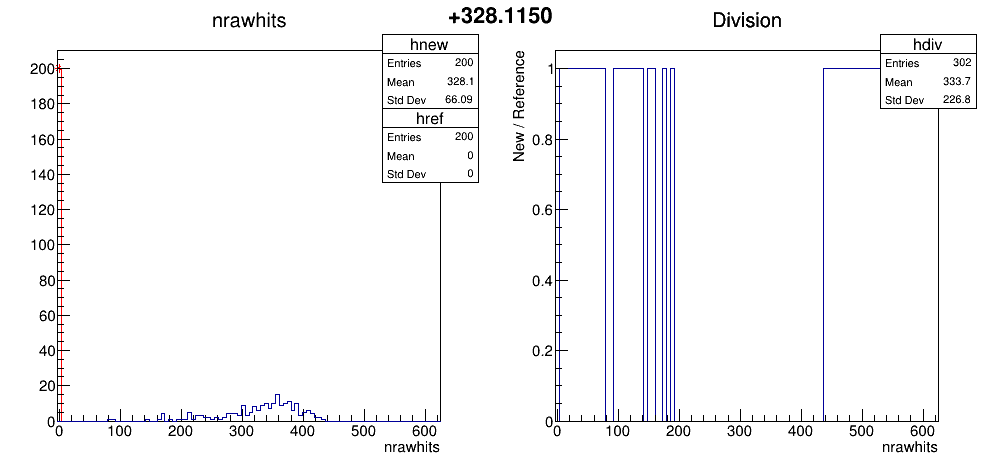 +328.1150
nrawhits
hnew
Entries 200
Mean 328.1
Std Dev 66.09
href
Entries 200
Mean 0
Std Dev 0
200
180
160
140
120
100
80
60
40
20
0
0 100 200 300 400 500 600
nrawhits
Division
hdiv
Entries 302
Mean 333.7
Std Dev 226.8
New / Reference
1
0.8
0.6
0.4
0.2
0
0 100 200 300 400 500 600
nrawhits